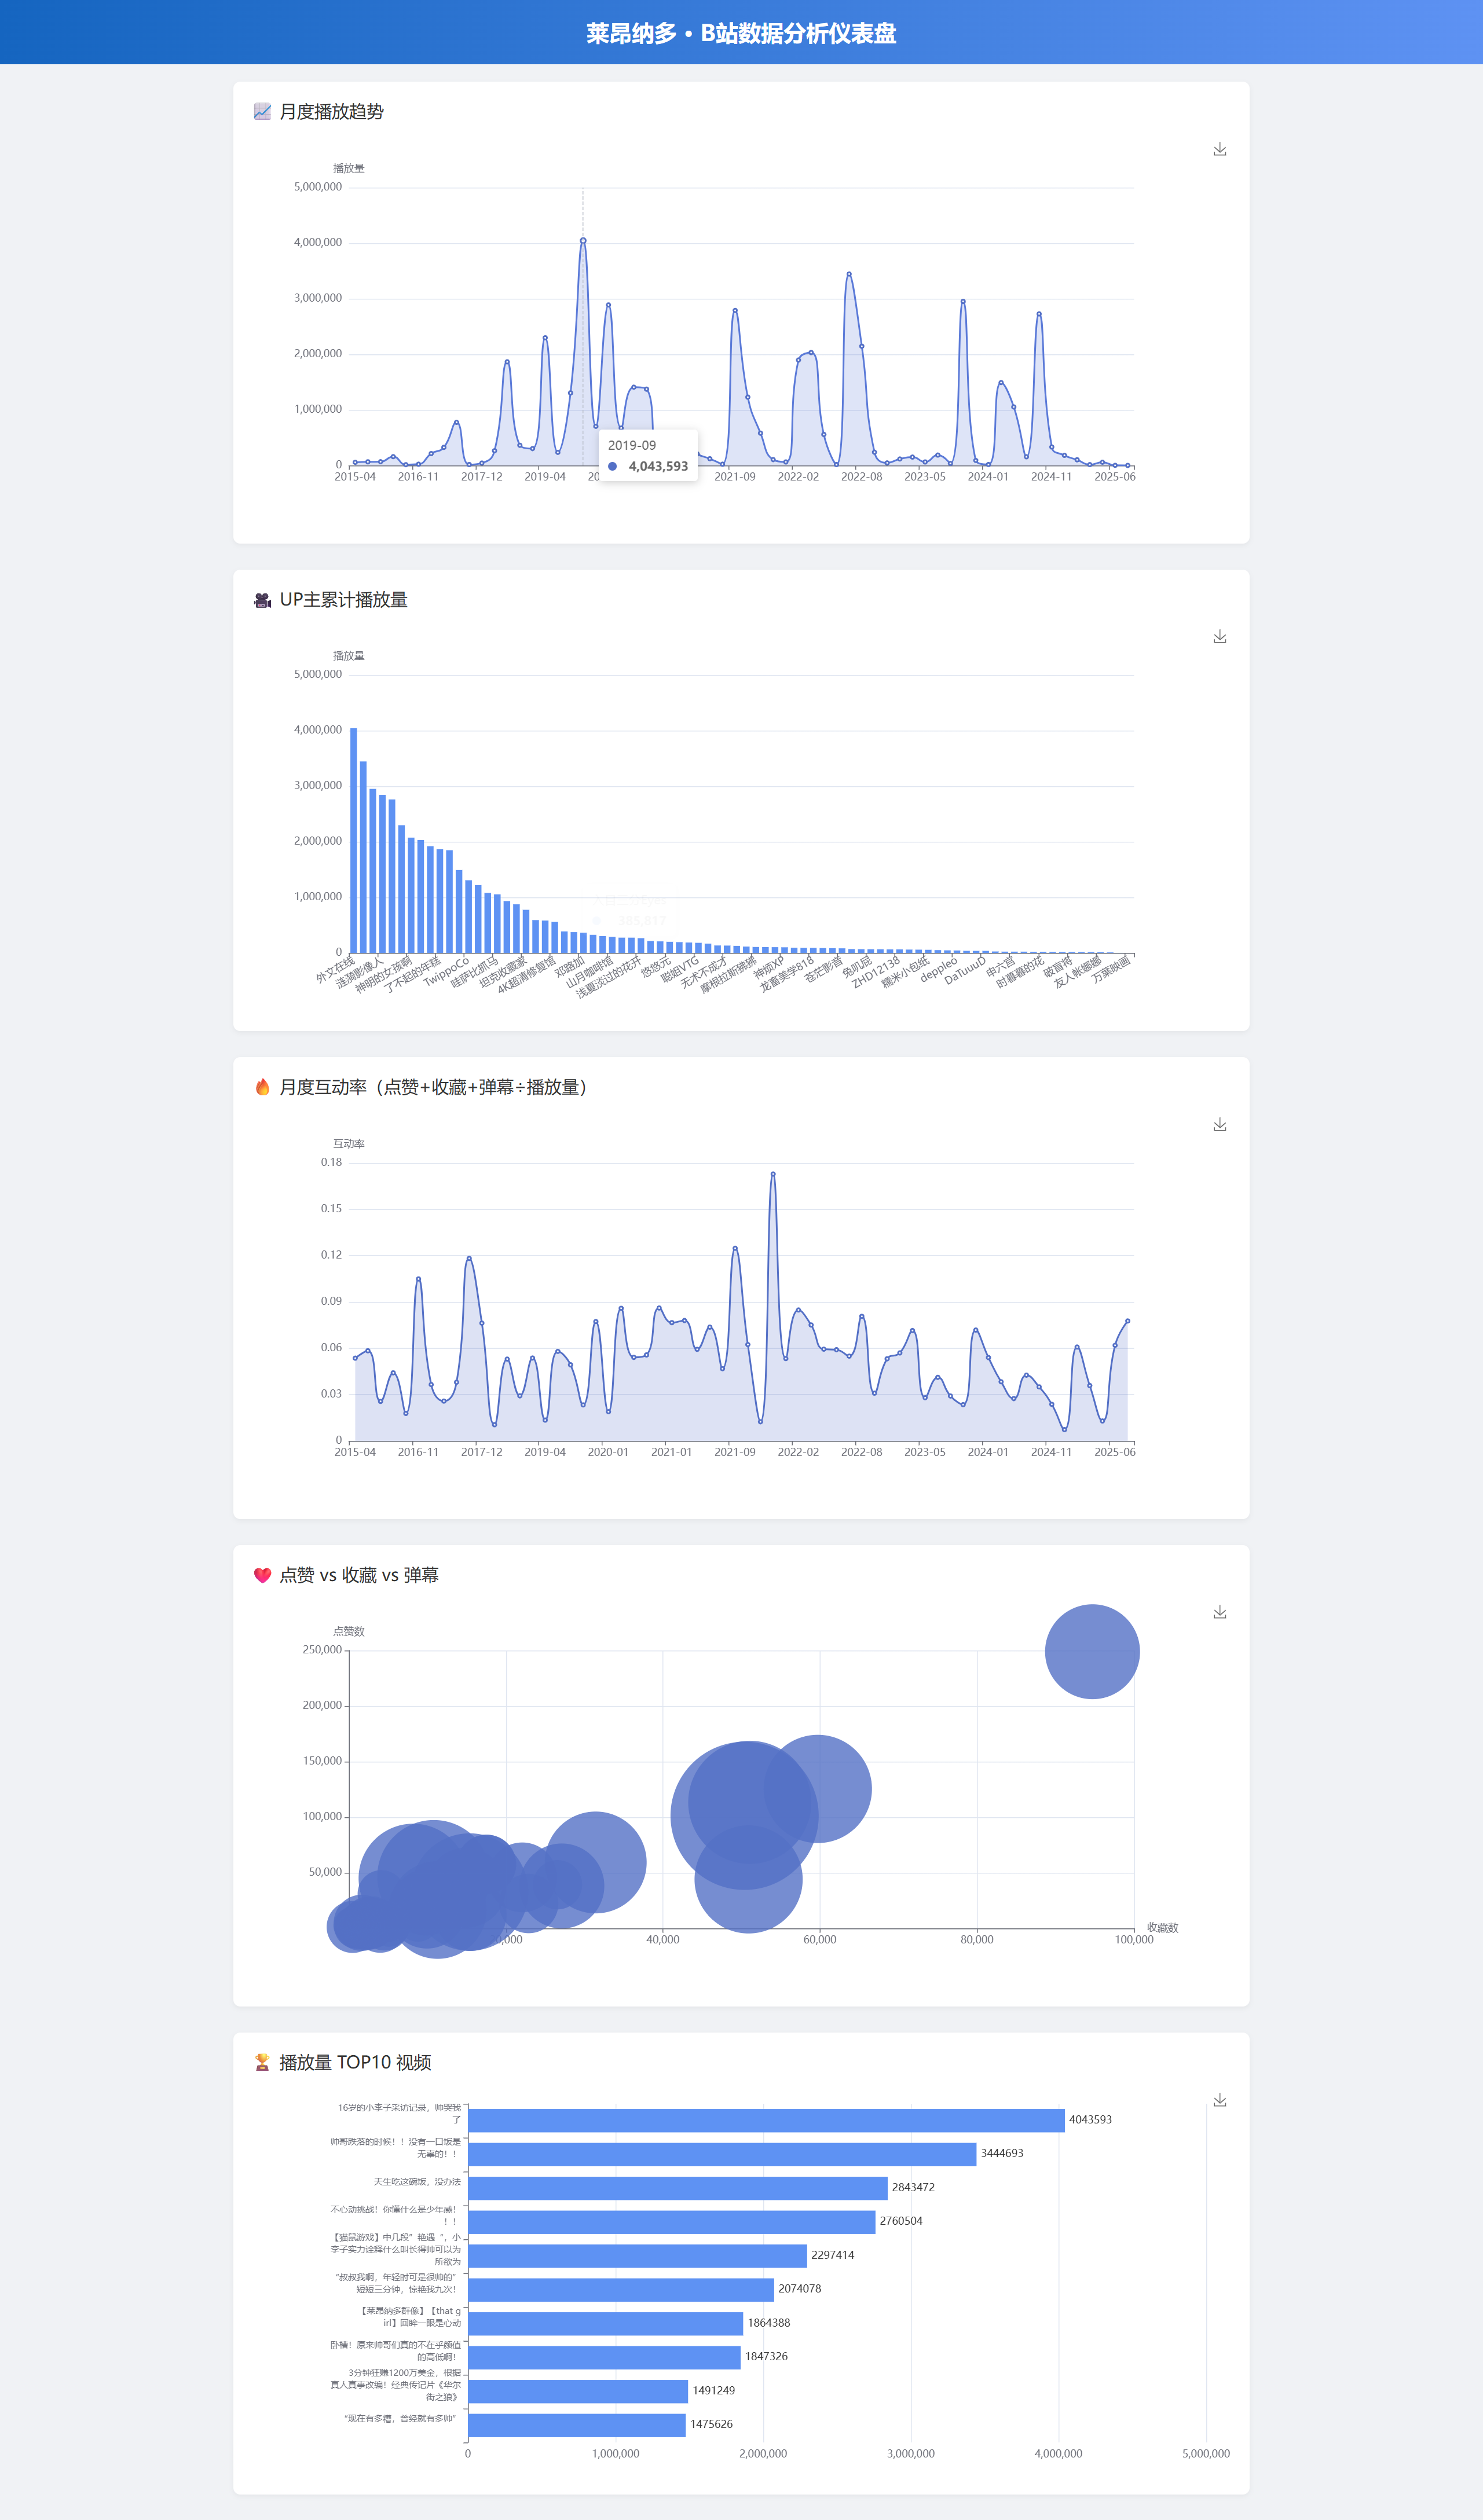 莱昂纳多 · B站数据分析仪表盘
月度播放趋势
播放量
5,000,000
4,000,000
3,000,000
2,000,000
1,000,000
0
2019-09
4,043,593
2015-04 2016-11 2017-12 2019-04 20 2021-09 2022-02 2022-08 2023-05 2024-01 2024-11 2025-06
UP主累计播放量
播放量
5,000,000
4,000,000
3,000,000
2,000,000
1,000,000
0
外文在线 涟漪影像人 神明的女孩啊 了不起的年糕 TwippoCo 哇萨比抓马 坦克收藏家 4K超清修复馆 邓路加 山月咖啡馆 浅夏淡过的花开 悠悠元 聪姐VTG 无术不成才 摩根拉斯狒狒 神烦XP 龙畜美学818 苍茫影音 兔叽屁 ZHD12138 糯米小包纸 deppleo DaTuuuD 申六宫 时暮暮的花 破盲将 友人帐娜娜 万葉映画
月度互动率（点赞+收藏+弹幕÷播放量）
互动率
0.18
0.15
0.12
0.09
0.06
0.03
0
2015-04 2016-11 2017-12 2019-04 2020-01 2021-01 2021-09 2022-02 2022-08 2023-05 2024-01 2024-11 2025-06
点赞 vs 收藏 vs 弹幕
点赞数
250,000
200,000
150,000
100,000
50,000
收藏数
,000 40,000 60,000 80,000 100,000
播放量 TOP10 视频
16岁的小李子采访记录，帅哭我
了
4043593
帅哥跌落的时候！！没有一口饭是
无辜的！！
3444693
天生吃这碗饭，没办法
2843472
不心动挑战！你懂什么是少年感！
！！
2760504
【猫鼠游戏】中几段”艳遇“，小
李子实力诠释什么叫长得帅可以为
所欲为
2297414
“叔叔我啊，年轻时可是很帅的”
短短三分钟，惊艳我九次！
2074078
【莱昂纳多群像】【that g
irl】回眸一眼是心动
1864388
卧槽！原来帅哥们真的不在乎颜值
的高低啊！
1847326
3分钟狂赚1200万美金，根据
真人真事改编！经典传记片《华尔
街之狼》
1491249
“现在有多糟，曾经就有多帅”
1475626
0 1,000,000 2,000,000 3,000,000 4,000,000 5,000,000